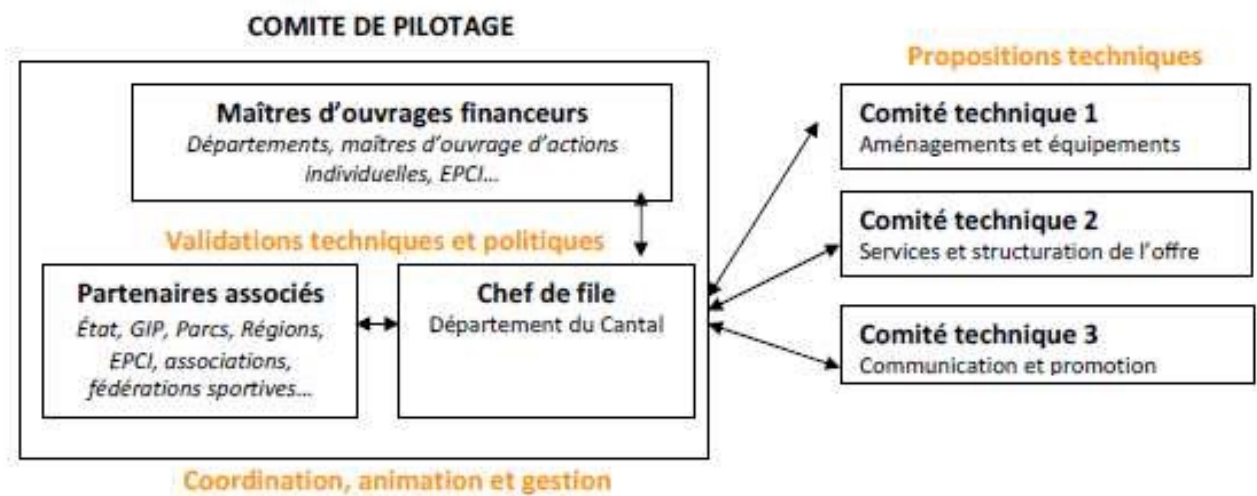 COMITE DE PILOTAGE
Maîtres d'ouvrages financeurs
Départements, maîtres d'ouvrage d'actions
individuelles, EPCI...
Validations techniques et politiques
Partenaires associés
État, GIP, Parcs, Régions,
EPCI, associations,
fédérations sportives...
Chef de file
Département du Cantal
Coordination, animation et gestion
Propositions techniques
Comité technique 1
Aménagements et équipements
Comité technique 2
Services et structuration de l'offre
Comité technique 3
Communication et promotion